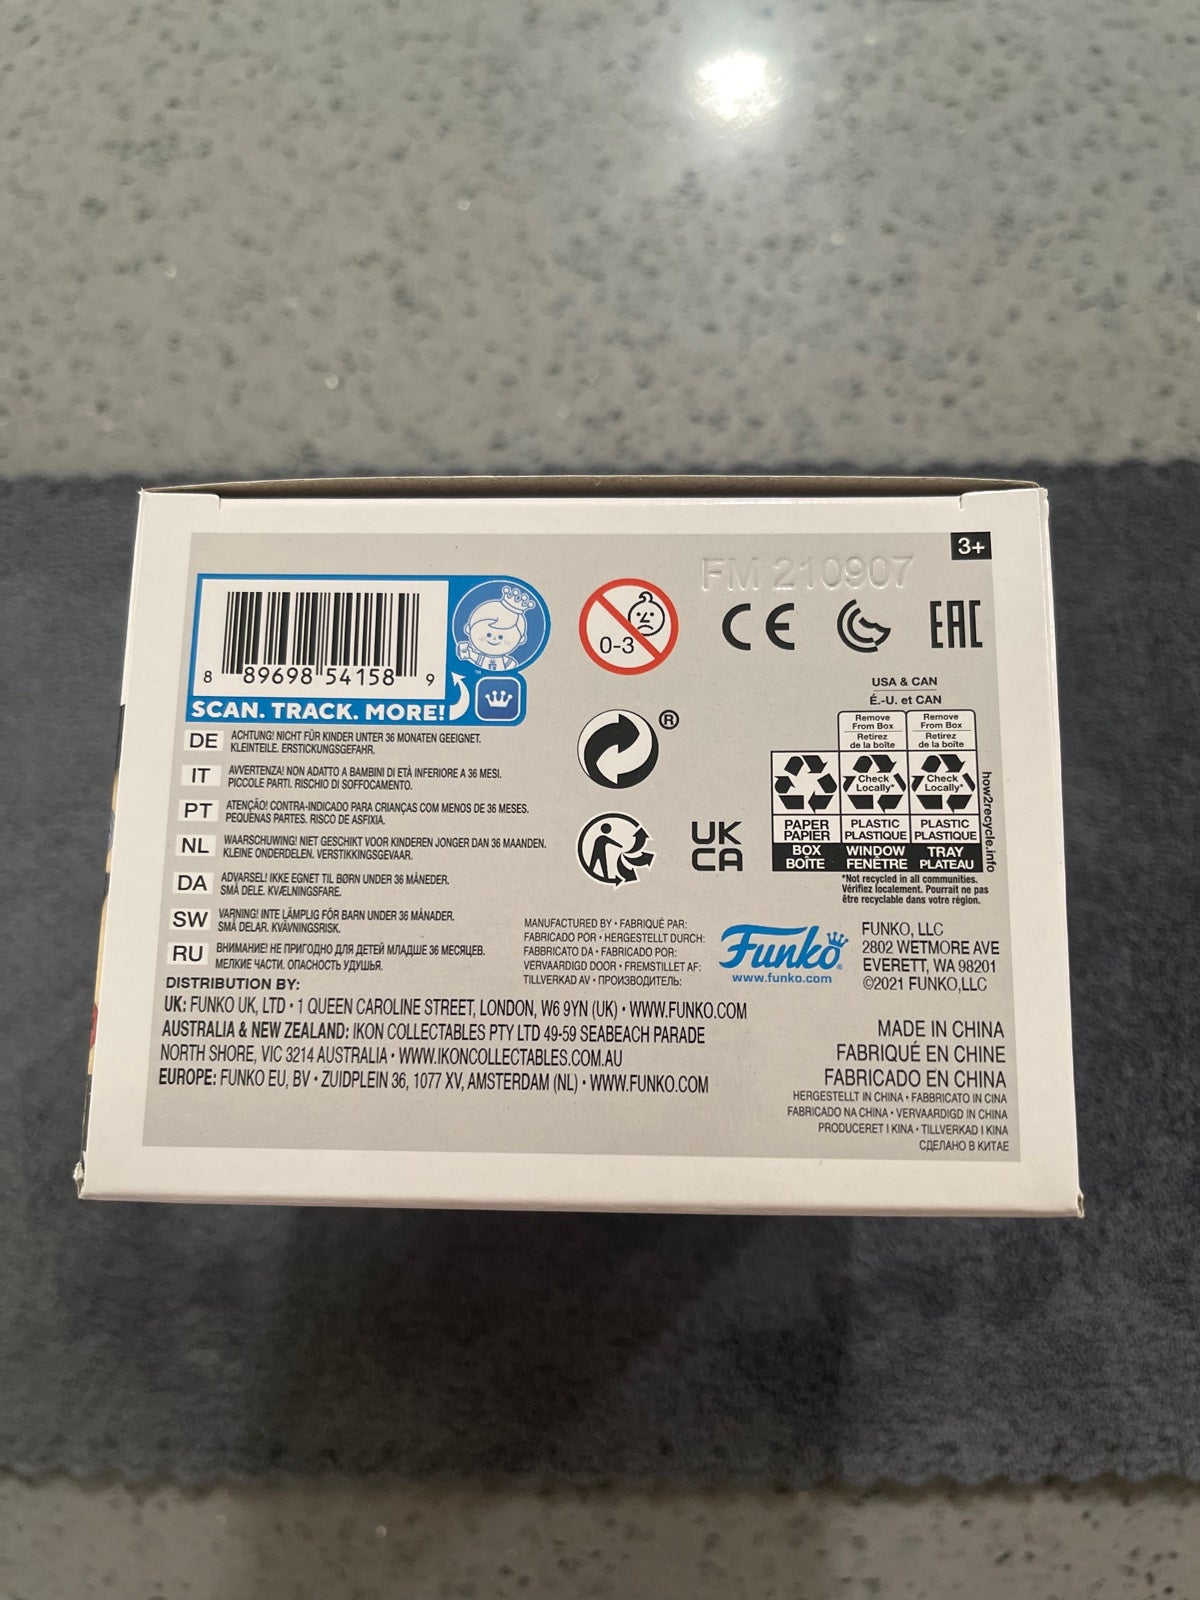 FM 210907
3+
8 89698 54158 9
SCAN. TRACK. MORE!
™
0-3
CE
EAC
®
UK
CA
USA & CAN
É.-U. et CAN
Remove From Box Retirez de la boîte
Remove From Box Retirez de la boîte
Check Locally*
Check Locally*
PAPER PAPIER
PLASTIC PLASTIQUE
PLASTIC PLASTIQUE
BOX BOÎTE
WINDOW FENÊTRE
TRAY PLATEAU
how2recycle.info
*Not recycled in all communities.
Vérifiez localement. Pourrait ne pas
être recyclable dans votre région.
DE ACHTUNG! NICHT FÜR KINDER UNTER 36 MONATEN GEEIGNET.
KLEINTEILE. ERSTICKUNGSGEFAHR.
IT AVVERTENZA! NON ADATTO A BAMBINI DI ETÀ INFERIORE A 36 MESI.
PICCOLE PARTI. RISCHIO DI SOFFOCAMENTO.
PT ATENÇÃO! CONTRA-INDICADO PARA CRIANÇAS COM MENOS DE 36 MESES.
PEQUENAS PARTES. RISCO DE ASFIXIA.
NL WAARSCHUWING! NIET GESCHIKT VOOR KINDEREN JONGER DAN 36 MAANDEN.
KLEINE ONDERDELEN. VERSTIKKINGSGEVAAR.
DA ADVARSEL! IKKE EGNET TIL BØRN UNDER 36 MÅNEDER.
SMÅ DELE. KVÆLNINGSFARE.
SW VARNING! INTE LÄMPLIG FÖR BARN UNDER 36 MÅNADER.
SMÅ DELAR. KVÄVNINGSRISK.
RU ВНИМАНИЕ! НЕ ПРИГОДНО ДЛЯ ДЕТЕЙ МЛАДШЕ 36 МЕСЯЦЕВ.
МЕЛКИЕ ЧАСТИ. ОПАСНОСТЬ УДУШЬЯ.
MANUFACTURED BY • FABRIQUÉ PAR:
FABRICADO POR • HERGESTELLT DURCH:
FABBRICATO DA • FABRICADO POR:
VERVAARDIGD DOOR • FREMSTILLET AF:
TILLVERKAD AV • ПРОИЗВОДИТЕЛЬ:
Funko®
www.funko.com
FUNKO, LLC
2802 WETMORE AVE
EVERETT, WA 98201
©2021 FUNKO,LLC
DISTRIBUTION BY:
UK: FUNKO UK, LTD • 1 QUEEN CAROLINE STREET, LONDON, W6 9YN (UK) • WWW.FUNKO.COM
AUSTRALIA & NEW ZEALAND: IKON COLLECTABLES PTY LTD 49-59 SEABEACH PARADE
NORTH SHORE, VIC 3214 AUSTRALIA • WWW.IKONCOLLECTABLES.COM.AU
EUROPE: FUNKO EU, BV • ZUIDPLEIN 36, 1077 XV, AMSTERDAM (NL) • WWW.FUNKO.COM
MADE IN CHINA
FABRIQUÉ EN CHINE
FABRICADO EN CHINA
HERGESTELLT IN CHINA • FABBRICATO IN CINA
FABRICADO NA CHINA • VERVAARDIGD IN CHINA
PRODUCERET I KINA • TILLVERKAD I KINA
СДЕЛАНО В КИТАЕ